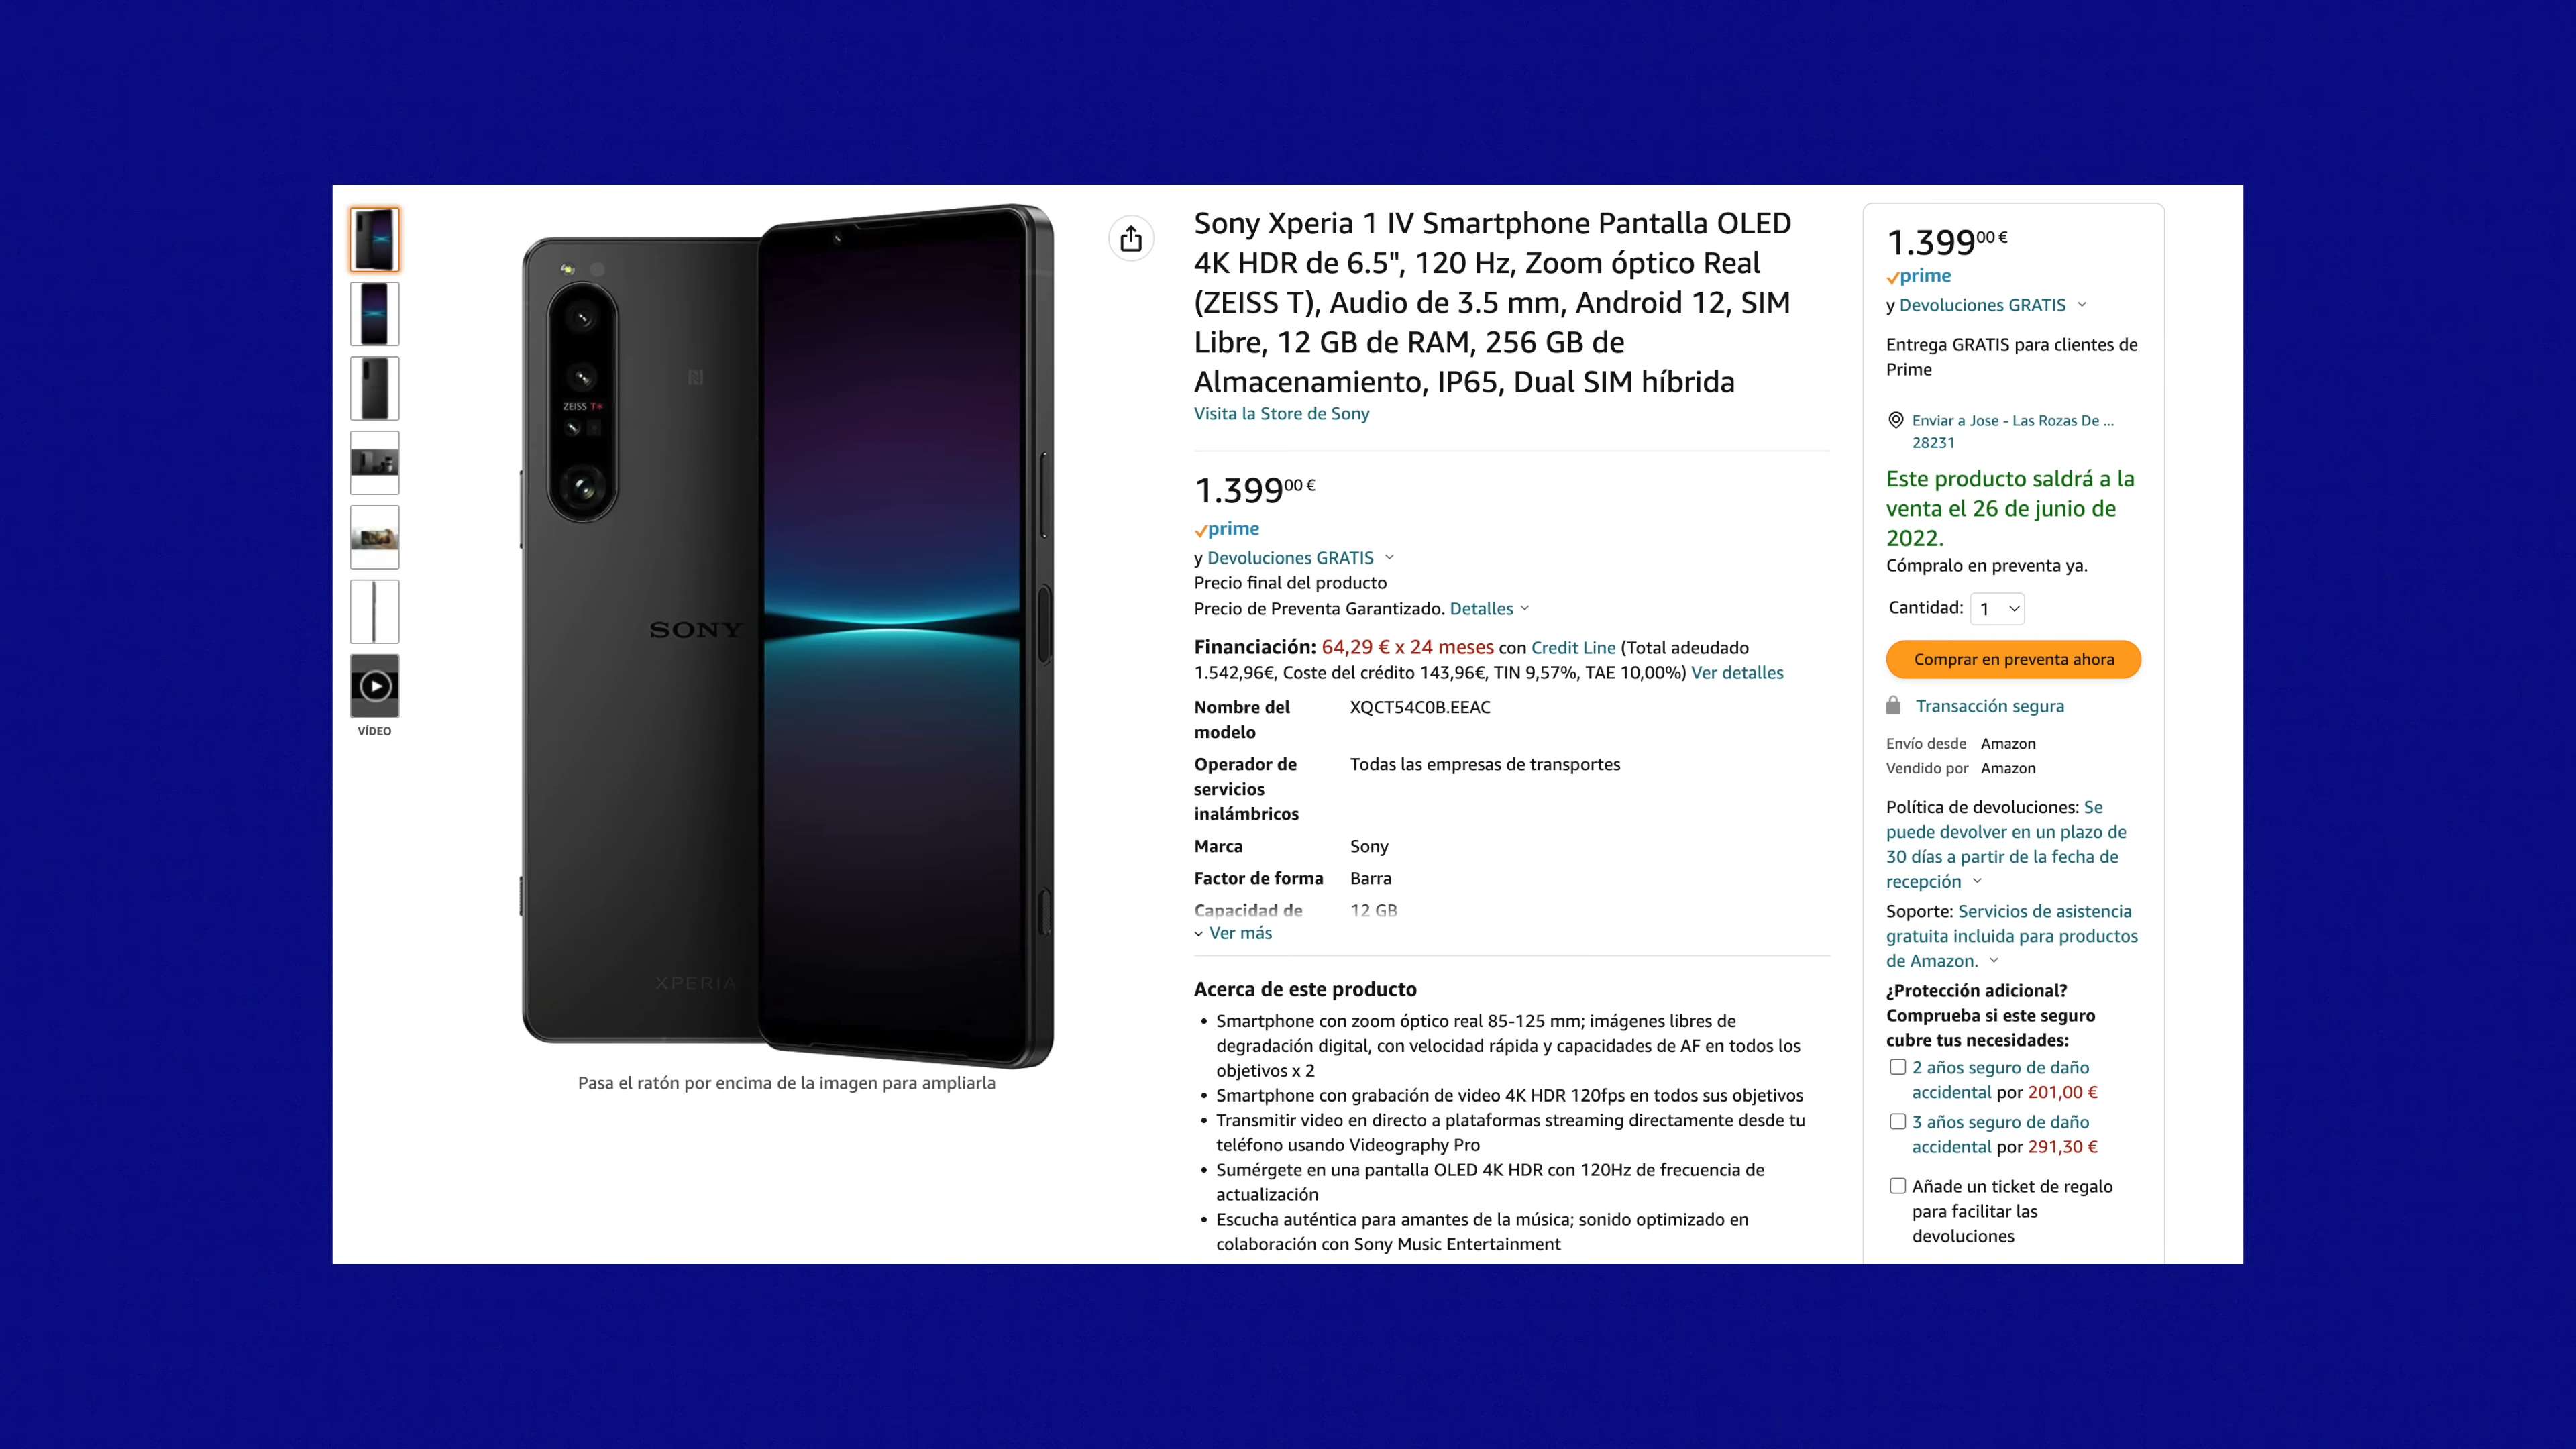 ZEISS T*
SONY
XPERIA
VÍDEO
Pasa el ratón por encima de la imagen para ampliarla
Sony Xperia 1 IV Smartphone Pantalla OLED
4K HDR de 6.5", 120 Hz, Zoom óptico Real
(ZEISS T), Audio de 3.5 mm, Android 12, SIM
Libre, 12 GB de RAM, 256 GB de
Almacenamiento, IP65, Dual SIM híbrida
Visita la Store de Sony
1.39900 €
prime
y Devoluciones GRATIS
Precio final del producto
Precio de Preventa Garantizado. Detalles
Financiación: 64,29 € x 24 meses con Credit Line (Total adeudado
1.542,96€, Coste del crédito 143,96€, TIN 9,57%, TAE 10,00%) Ver detalles
Nombre del XQCT54C0B.EEAC
modelo
Operador de Todas las empresas de transportes
servicios
inalámbricos
Marca Sony
Factor de forma Barra
Capacidad de 12 GB
Ver más
Acerca de este producto
• Smartphone con zoom óptico real 85-125 mm; imágenes libres de
degradación digital, con velocidad rápida y capacidades de AF en todos los
objetivos x 2
• Smartphone con grabación de video 4K HDR 120fps en todos sus objetivos
• Transmitir video en directo a plataformas streaming directamente desde tu
teléfono usando Videography Pro
• Sumérgete en una pantalla OLED 4K HDR con 120Hz de frecuencia de
actualización
• Escucha auténtica para amantes de la música; sonido optimizado en
colaboración con Sony Music Entertainment
1.39900 €
prime
y Devoluciones GRATIS
Entrega GRATIS para clientes de
Prime
Enviar a Jose - Las Rozas De ...
28231
Este producto saldrá a la
venta el 26 de junio de
2022.
Cómpralo en preventa ya.
Cantidad: 1
Comprar en preventa ahora
Transacción segura
Envío desde Amazon
Vendido por Amazon
Política de devoluciones: Se
puede devolver en un plazo de
30 días a partir de la fecha de
recepción
Soporte: Servicios de asistencia
gratuita incluida para productos
de Amazon.
¿Protección adicional?
Comprueba si este seguro
cubre tus necesidades:
2 años seguro de daño
accidental por 201,00 €
3 años seguro de daño
accidental por 291,30 €
Añade un ticket de regalo
para facilitar las
devoluciones